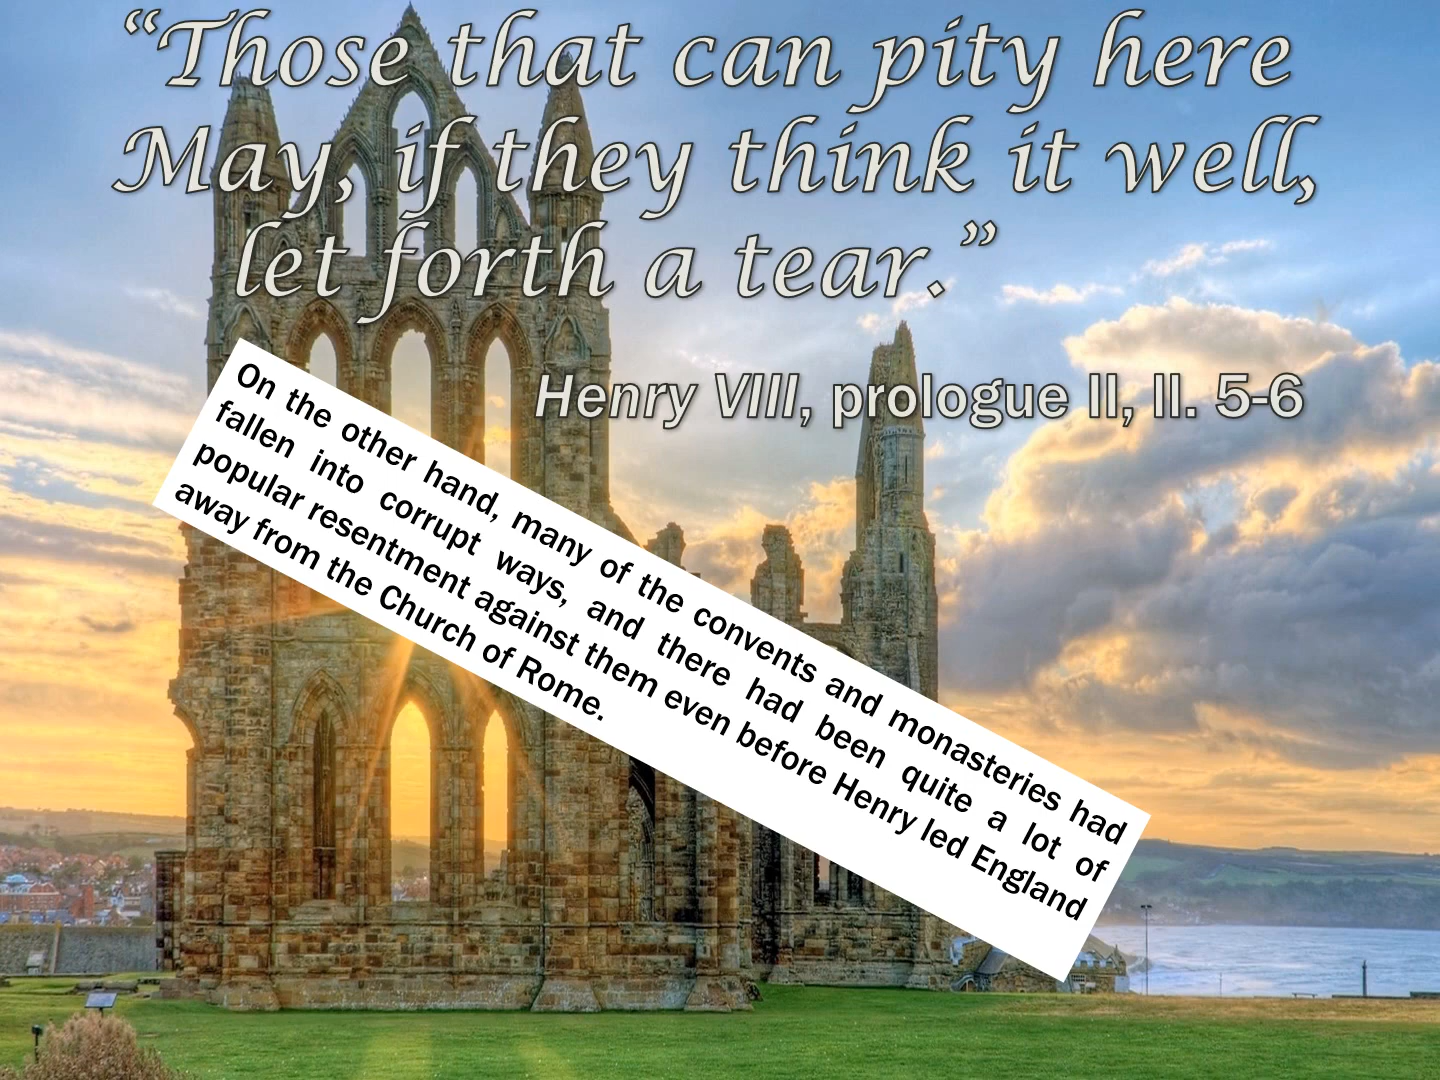 “Those that can pity here
May, if they think it well,
let forth a tear.”
Henry VIII, prologue II, ll. 5-6
On the other hand, many of the convents and monasteries had
fallen into corrupt ways, and there had been quite a lot of
popular resentment against them even before Henry led England
away from the Church of Rome.